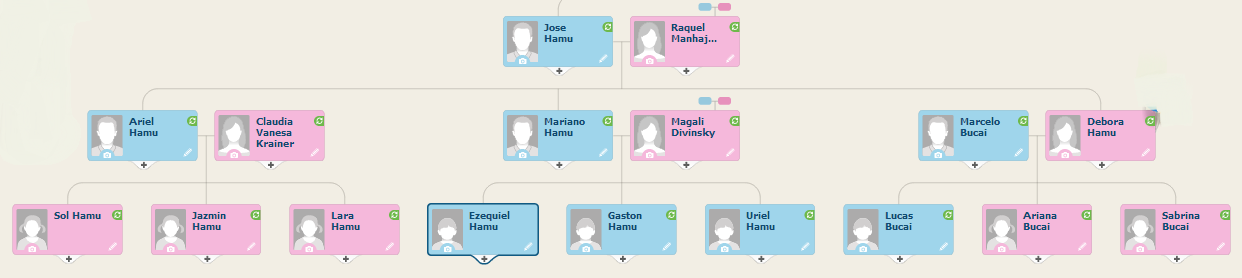 Jose
Hamu
Raquel
Manhaj...
Ariel
Hamu
Claudia
Vanesa
Krainer
Mariano
Hamu
Magali
Divinsky
Marcelo
Bucai
Debora
Hamu
Sol Hamu
Jazmin
Hamu
Lara
Hamu
Ezequiel
Hamu
Gaston
Hamu
Uriel
Hamu
Lucas
Bucai
Ariana
Bucai
Sabrina
Bucai